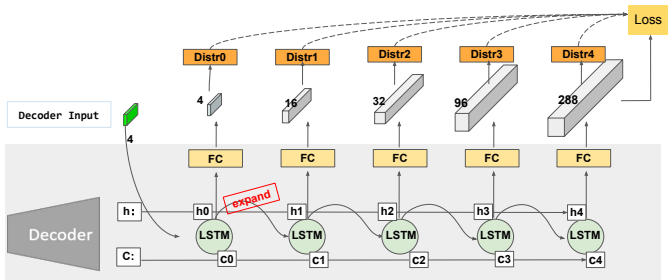 Loss
Distr0 Distr1 Distr2 Distr3 Distr4
4 16 32 96 288
Decoder Input
4
FC FC FC FC FC
expand
h: h0 h1 h2 h3 h4
Decoder
LSTM LSTM LSTM LSTM LSTM
C: c0 c1 c2 c3 c4